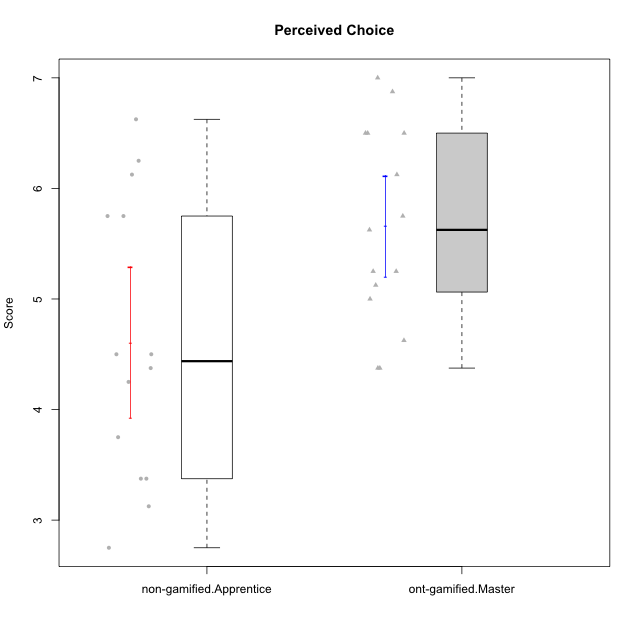 Perceived Choice
Score
7
6
5
4
3
non-gamified.Apprentice
ont-gamified.Master